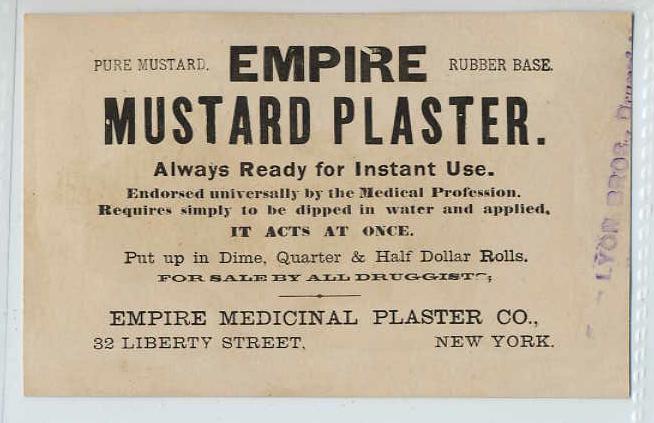 PURE MUSTARD. EMPIRE RUBBER BASE.
MUSTARD PLASTER.
Always Ready for Instant Use.
Endorsed universally by the Medical Profession.
Requires simply to be dipped in water and applied,
IT ACTS AT ONCE.
Put up in Dime, Quarter & Half Dollar Rolls.
FOR SALE BY ALL DRUGGISTS;
EMPIRE MEDICINAL PLASTER CO.,
32 LIBERTY STREET, NEW YORK.
LYON BROS.,